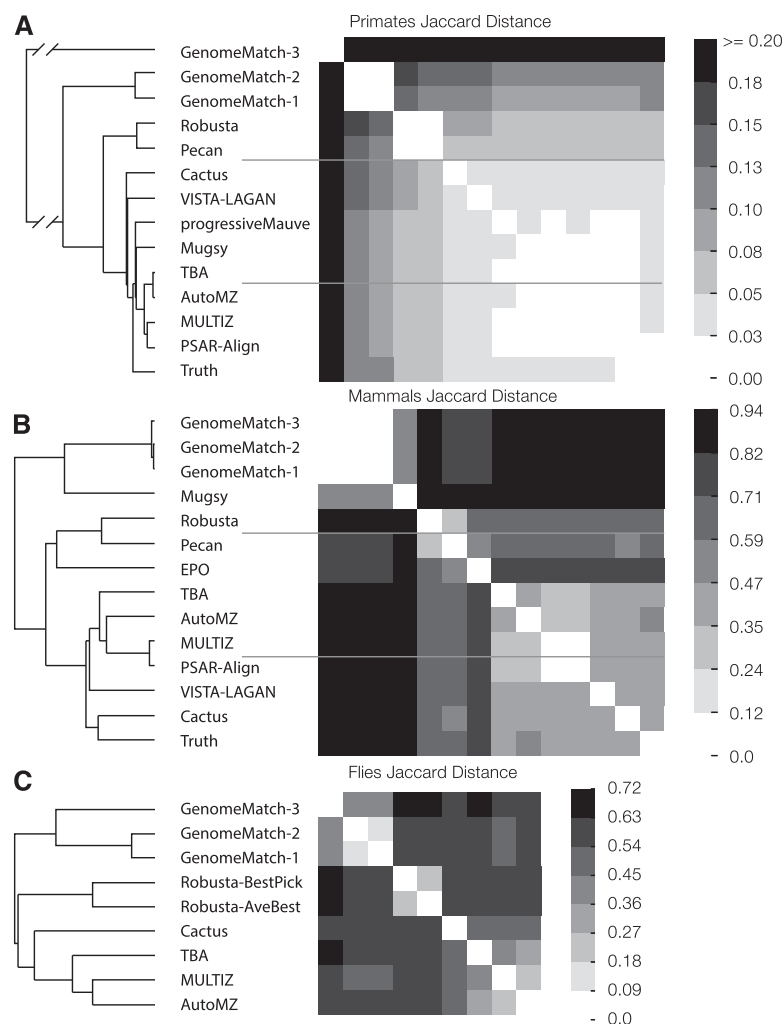 A
Primates Jaccard Distance
GenomeMatch-3
GenomeMatch-2
GenomeMatch-1
Robusta
Pecan
Cactus
VISTA-LAGAN
progressiveMauve
Mugsy
TBA
AutoMZ
MULTIZ
PSAR-Align
Truth
>= 0.20
0.18
0.15
0.13
0.10
0.08
0.05
0.03
0.00
B
Mammals Jaccard Distance
GenomeMatch-3
GenomeMatch-2
GenomeMatch-1
Mugsy
Robusta
Pecan
EPO
TBA
AutoMZ
MULTIZ
PSAR-Align
VISTA-LAGAN
Cactus
Truth
0.94
0.82
0.71
0.59
0.47
0.35
0.24
0.12
0.0
C
Flies Jaccard Distance
GenomeMatch-3
GenomeMatch-2
GenomeMatch-1
Robusta-BestPick
Robusta-AveBest
Cactus
TBA
MULTIZ
AutoMZ
0.72
0.63
0.54
0.45
0.36
0.27
0.18
0.09
0.0